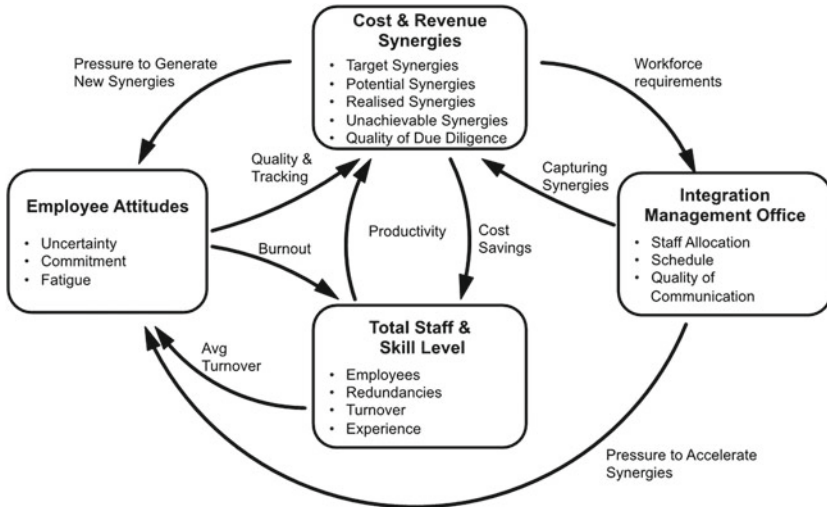 Cost & Revenue
Synergies
• Target Synergies
• Potential Synergies
• Realised Synergies
• Unachievable Synergies
• Quality of Due Diligence
Pressure to Generate
New Synergies
Workforce
requirements
Quality &
Tracking
Capturing
Synergies
Employee Attitudes
• Uncertainty
• Commitment
• Fatigue
Burnout
Productivity
Cost
Savings
Integration
Management Office
• Staff Allocation
• Schedule
• Quality of
Communication
Total Staff &
Skill Level
• Employees
• Redundancies
• Turnover
• Experience
Avg
Turnover
Pressure to Accelerate
Synergies